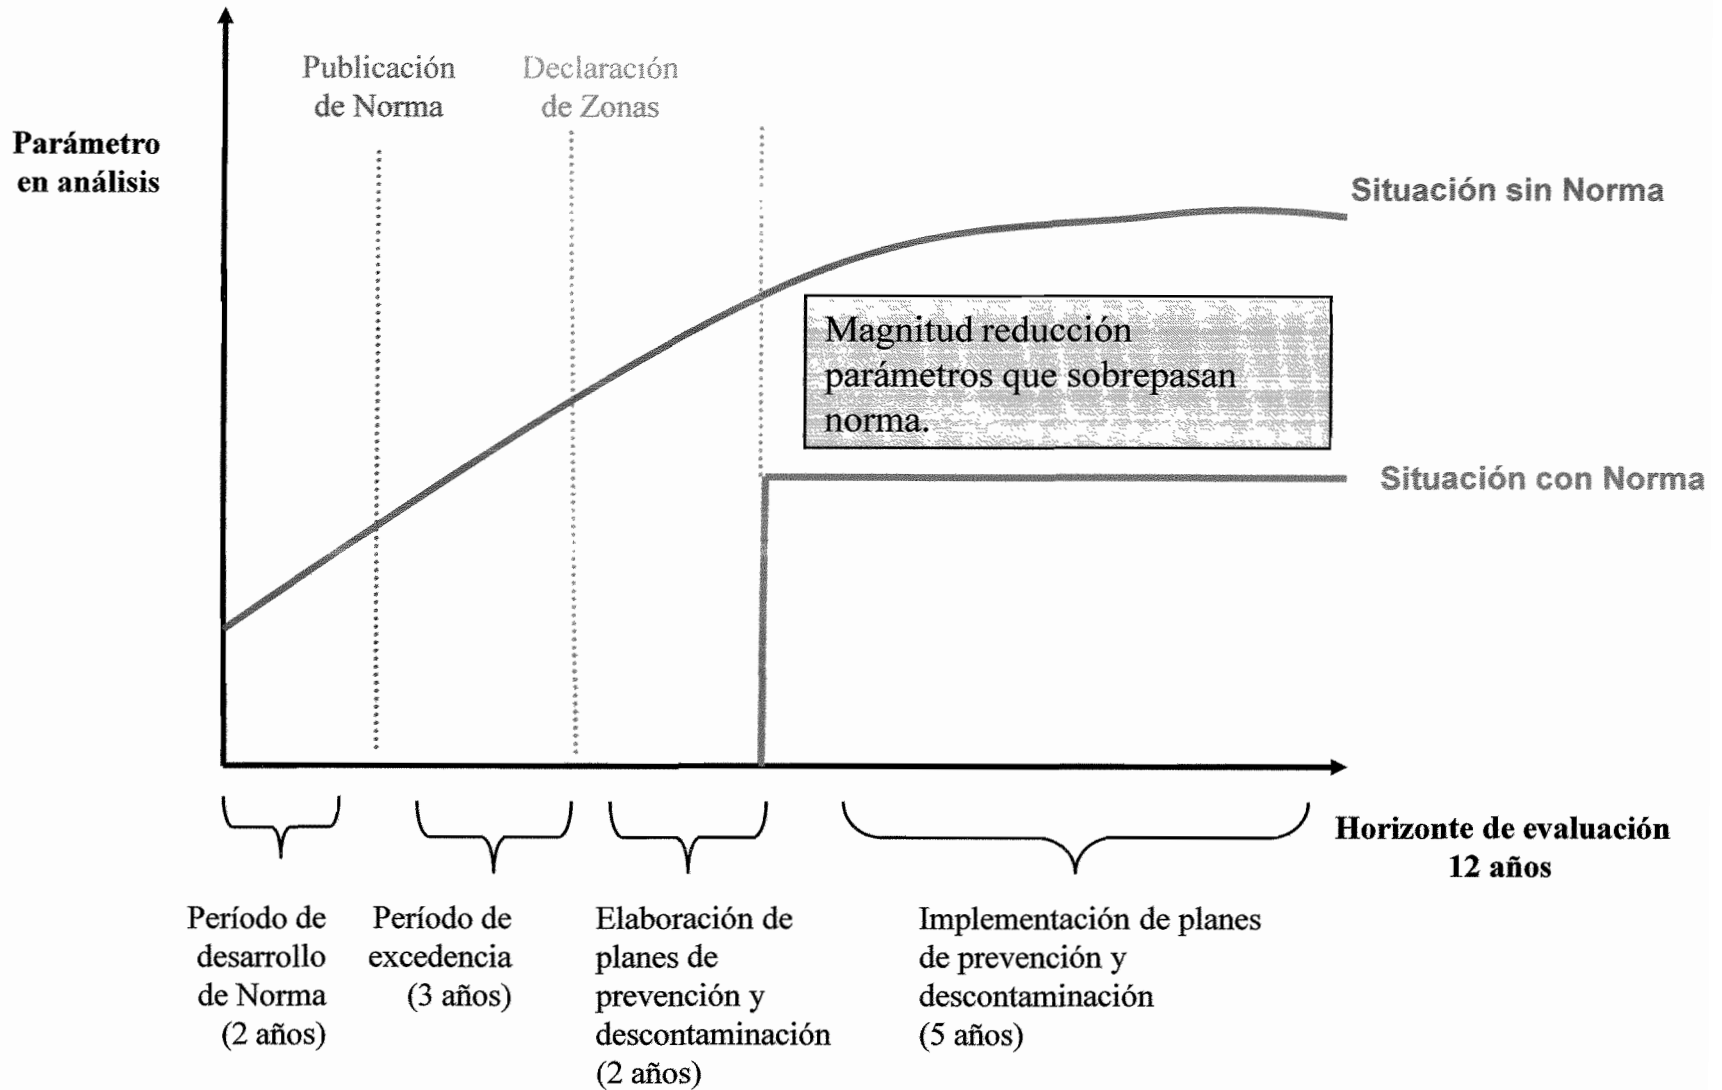 Publicación
de Norma
Declaración
de Zonas
Parámetro
en análisis
Situación sin Norma
Magnitud reducción
parámetros que sobrepasan
norma.
Situación con Norma
Horizonte de evaluación
12 años
Período de
desarrollo
de Norma
(2 años)
Período de
excedencia
(3 años)
Elaboración de
planes de
prevención y
descontaminación
(2 años)
Implementación de planes
de prevención y
descontaminación
(5 años)